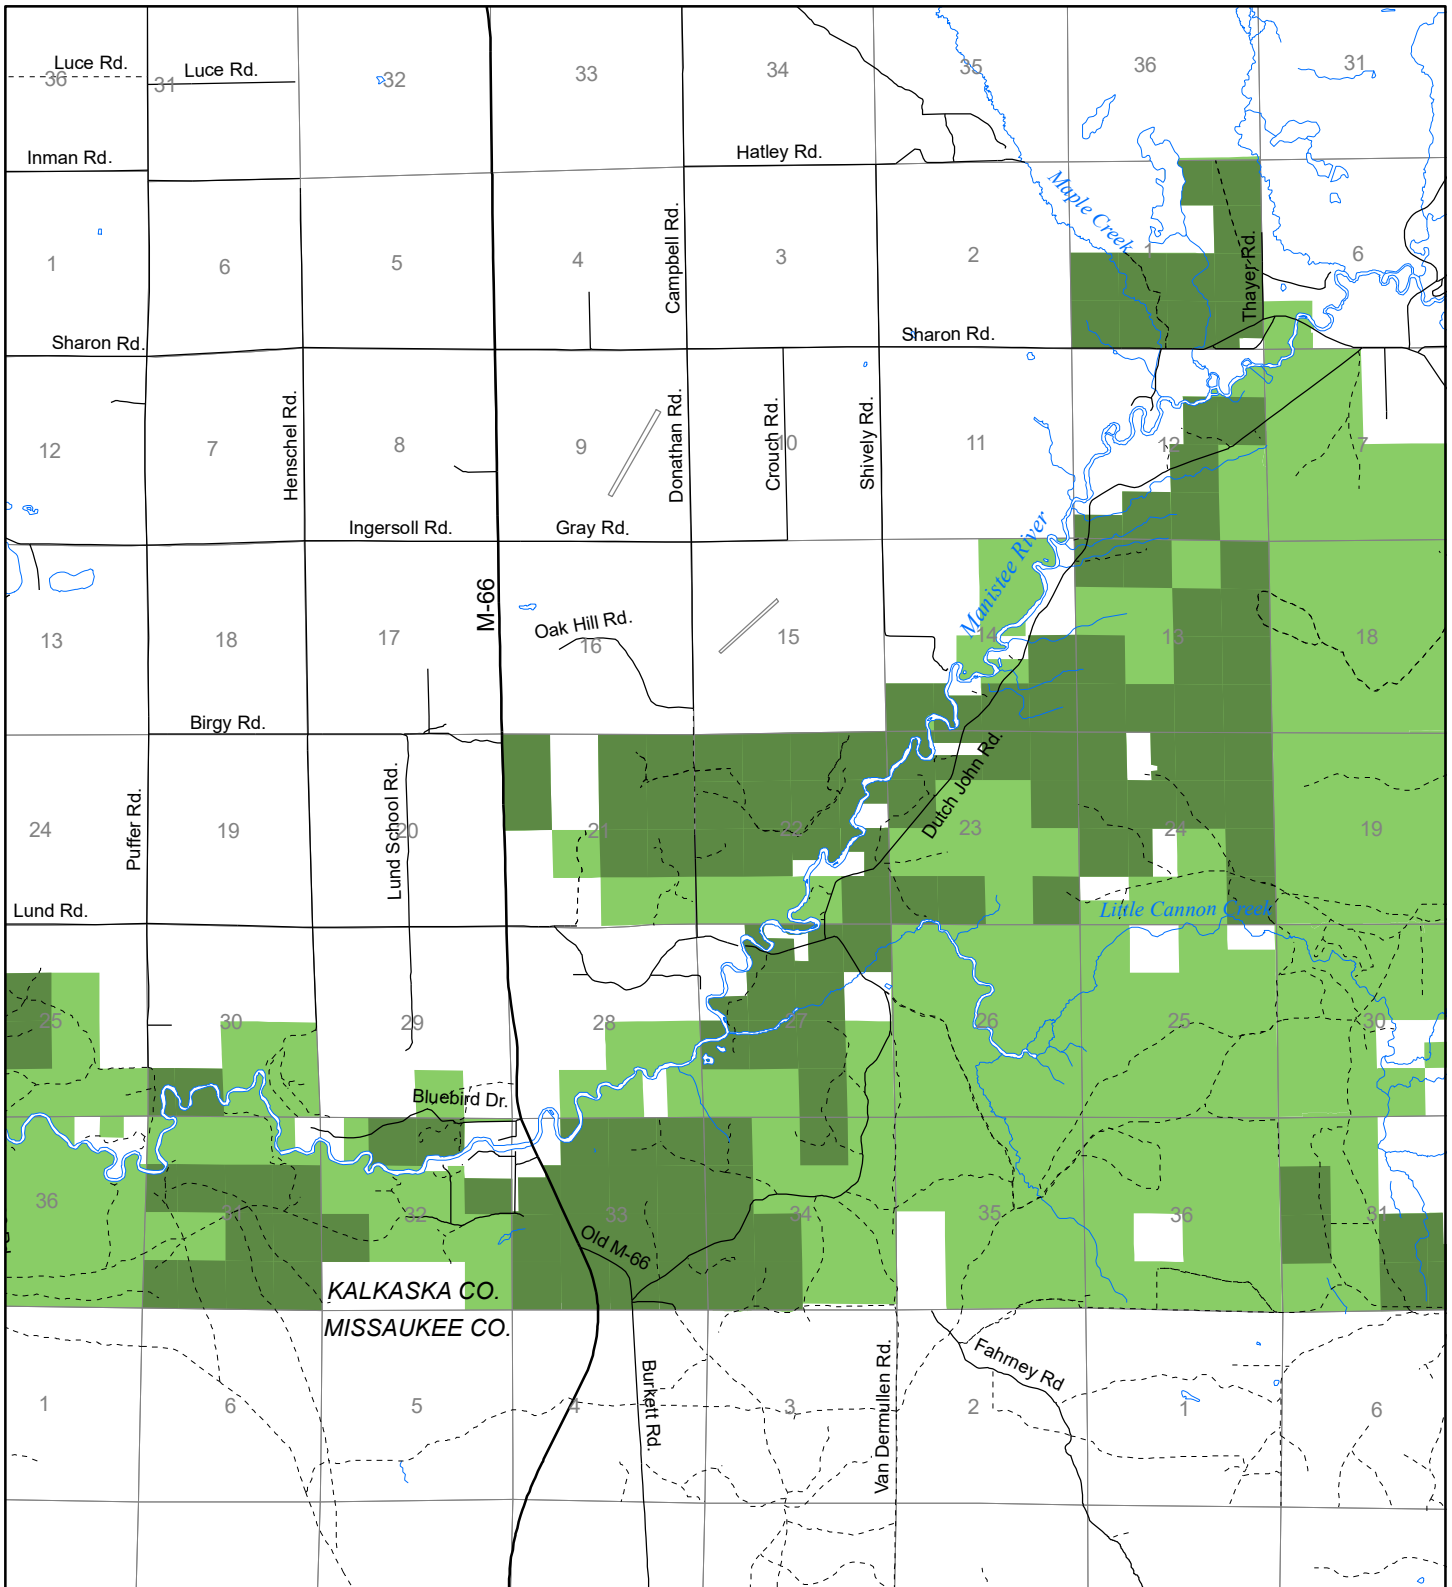 Luce Rd.
36
31
Luce Rd.
32
33
34
35
36
31
Inman Rd.
Hatley Rd.
Maple Creek
1
6
5
4
Campbell Rd.
3
2
1
Thayer Rd.
6
Sharon Rd.
Sharon Rd.
12
7
Henschel Rd.
8
9
Donathan Rd.
Crouch Rd.
10
Shively Rd.
11
12
7
Ingersoll Rd.
Gray Rd.
M-66
Manistee River
13
18
17
Oak Hill Rd.
16
15
14
13
18
Birgy Rd.
24
Puffer Rd.
19
Lund School Rd.
20
21
22
Dutch John Rd.
23
24
19
Lund Rd.
Little Cannon Creek
25
30
29
28
27
26
25
30
Bluebird Dr.
36
31
32
33
34
35
36
31
Old M-66
KALKASKA CO.
MISSAUKEE CO.
1
6
5
4
Burkett Rd.
3
Van Dermullen Rd.
2
Fahrney Rd
1
6